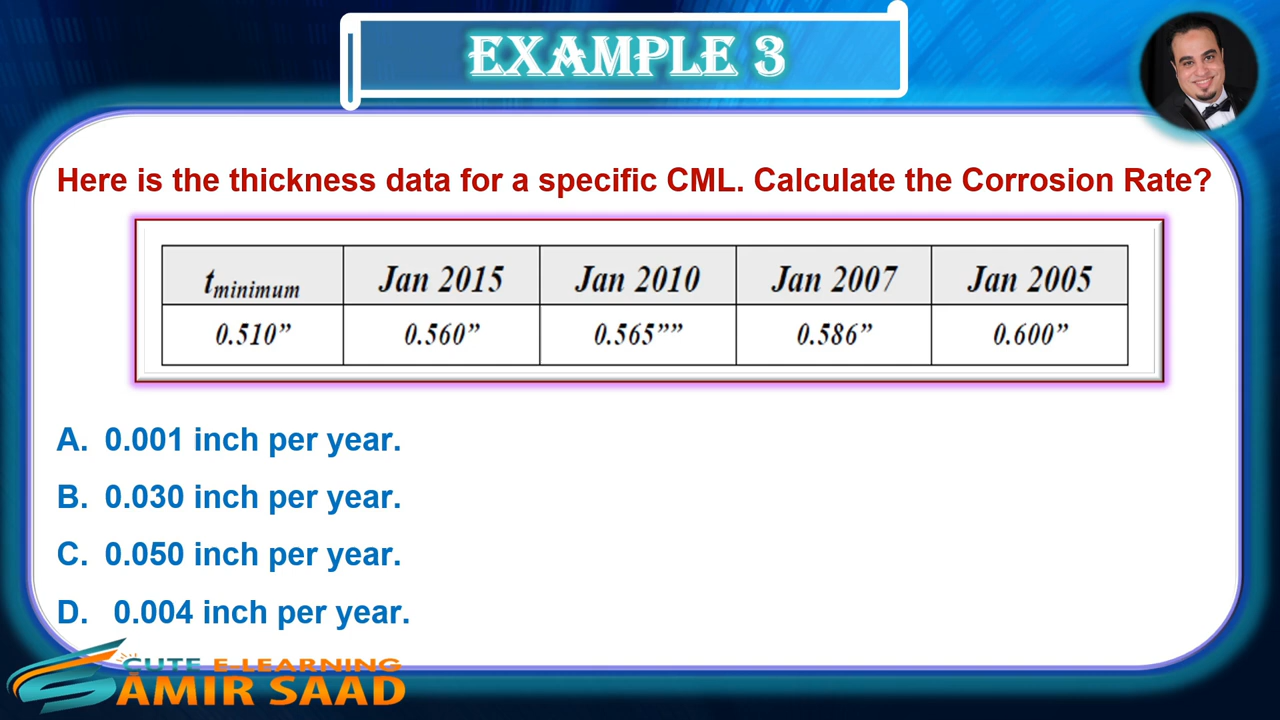 EXAMPLE 3
Here is the thickness data for a specific CML. Calculate the Corrosion Rate?
tminimum Jan 2015 Jan 2010 Jan 2007 Jan 2005
0.510” 0.560” 0.565”” 0.586” 0.600”
A. 0.001 inch per year.
B. 0.030 inch per year.
C. 0.050 inch per year.
D. 0.004 inch per year.
CUTE E-LEARNING
AMIR SAAD